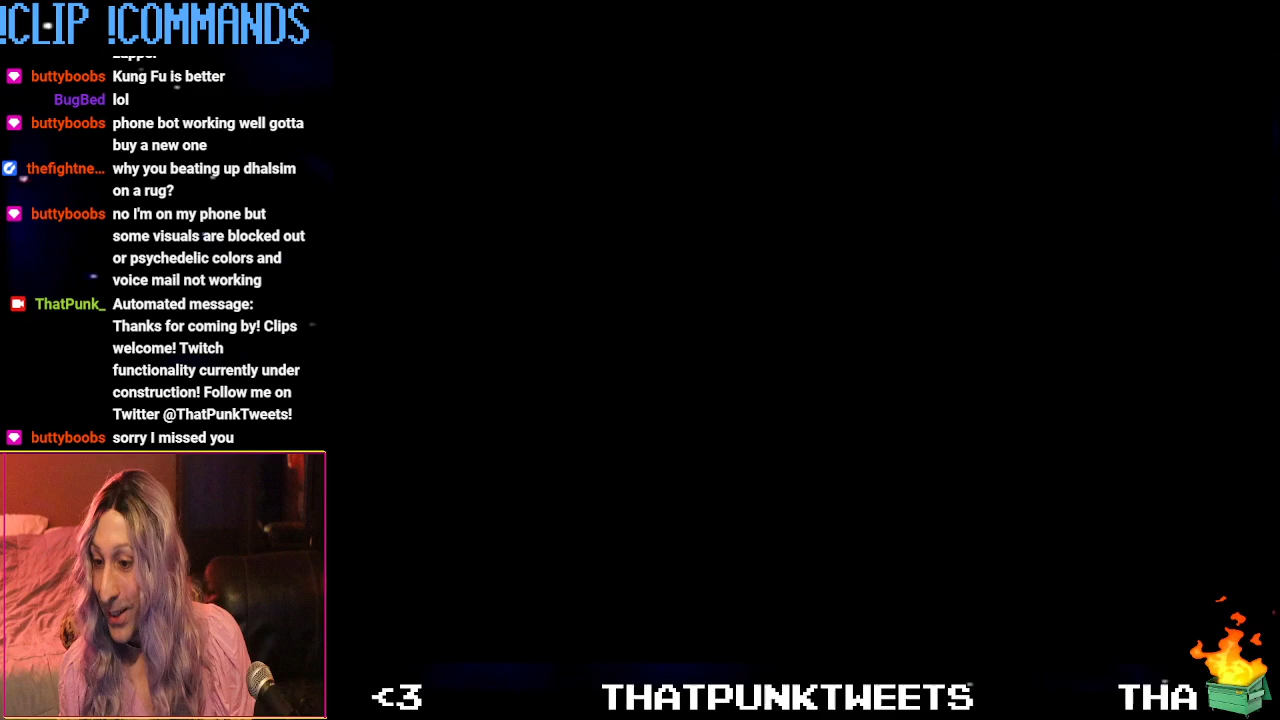 !CLIP !COMMANDS
zapper
buttyboobs Kung Fu is better
BugBed lol
buttyboobs phone bot working well gotta
buy a new one
thefightne... why you beating up dhalsim
on a rug?
buttyboobs no I'm on my phone but
some visuals are blocked out
or psychedelic colors and
voice mail not working
ThatPunk_ Automated message:
Thanks for coming by! Clips
welcome! Twitch
functionality currently under
construction! Follow me on
Twitter @ThatPunkTweets!
buttyboobs sorry I missed you
<3 THATPUNKTWEETS THA